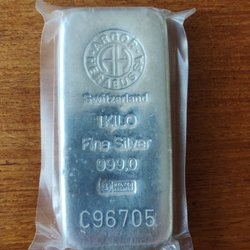 ARGOR-HERAEUS
Switzerland
1KILO
Fine Silver
999.0
C96705